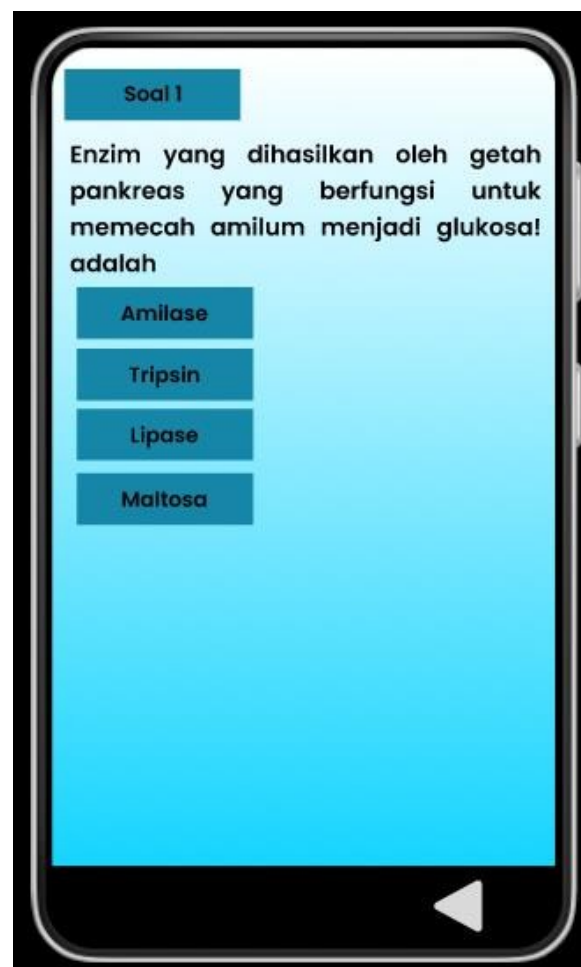 Soal 1
Enzim yang dihasilkan oleh getah
pankreas yang berfungsi untuk
memecah amilum menjadi glukosa!
adalah
Amilase
Tripsin
Lipase
Maltosa